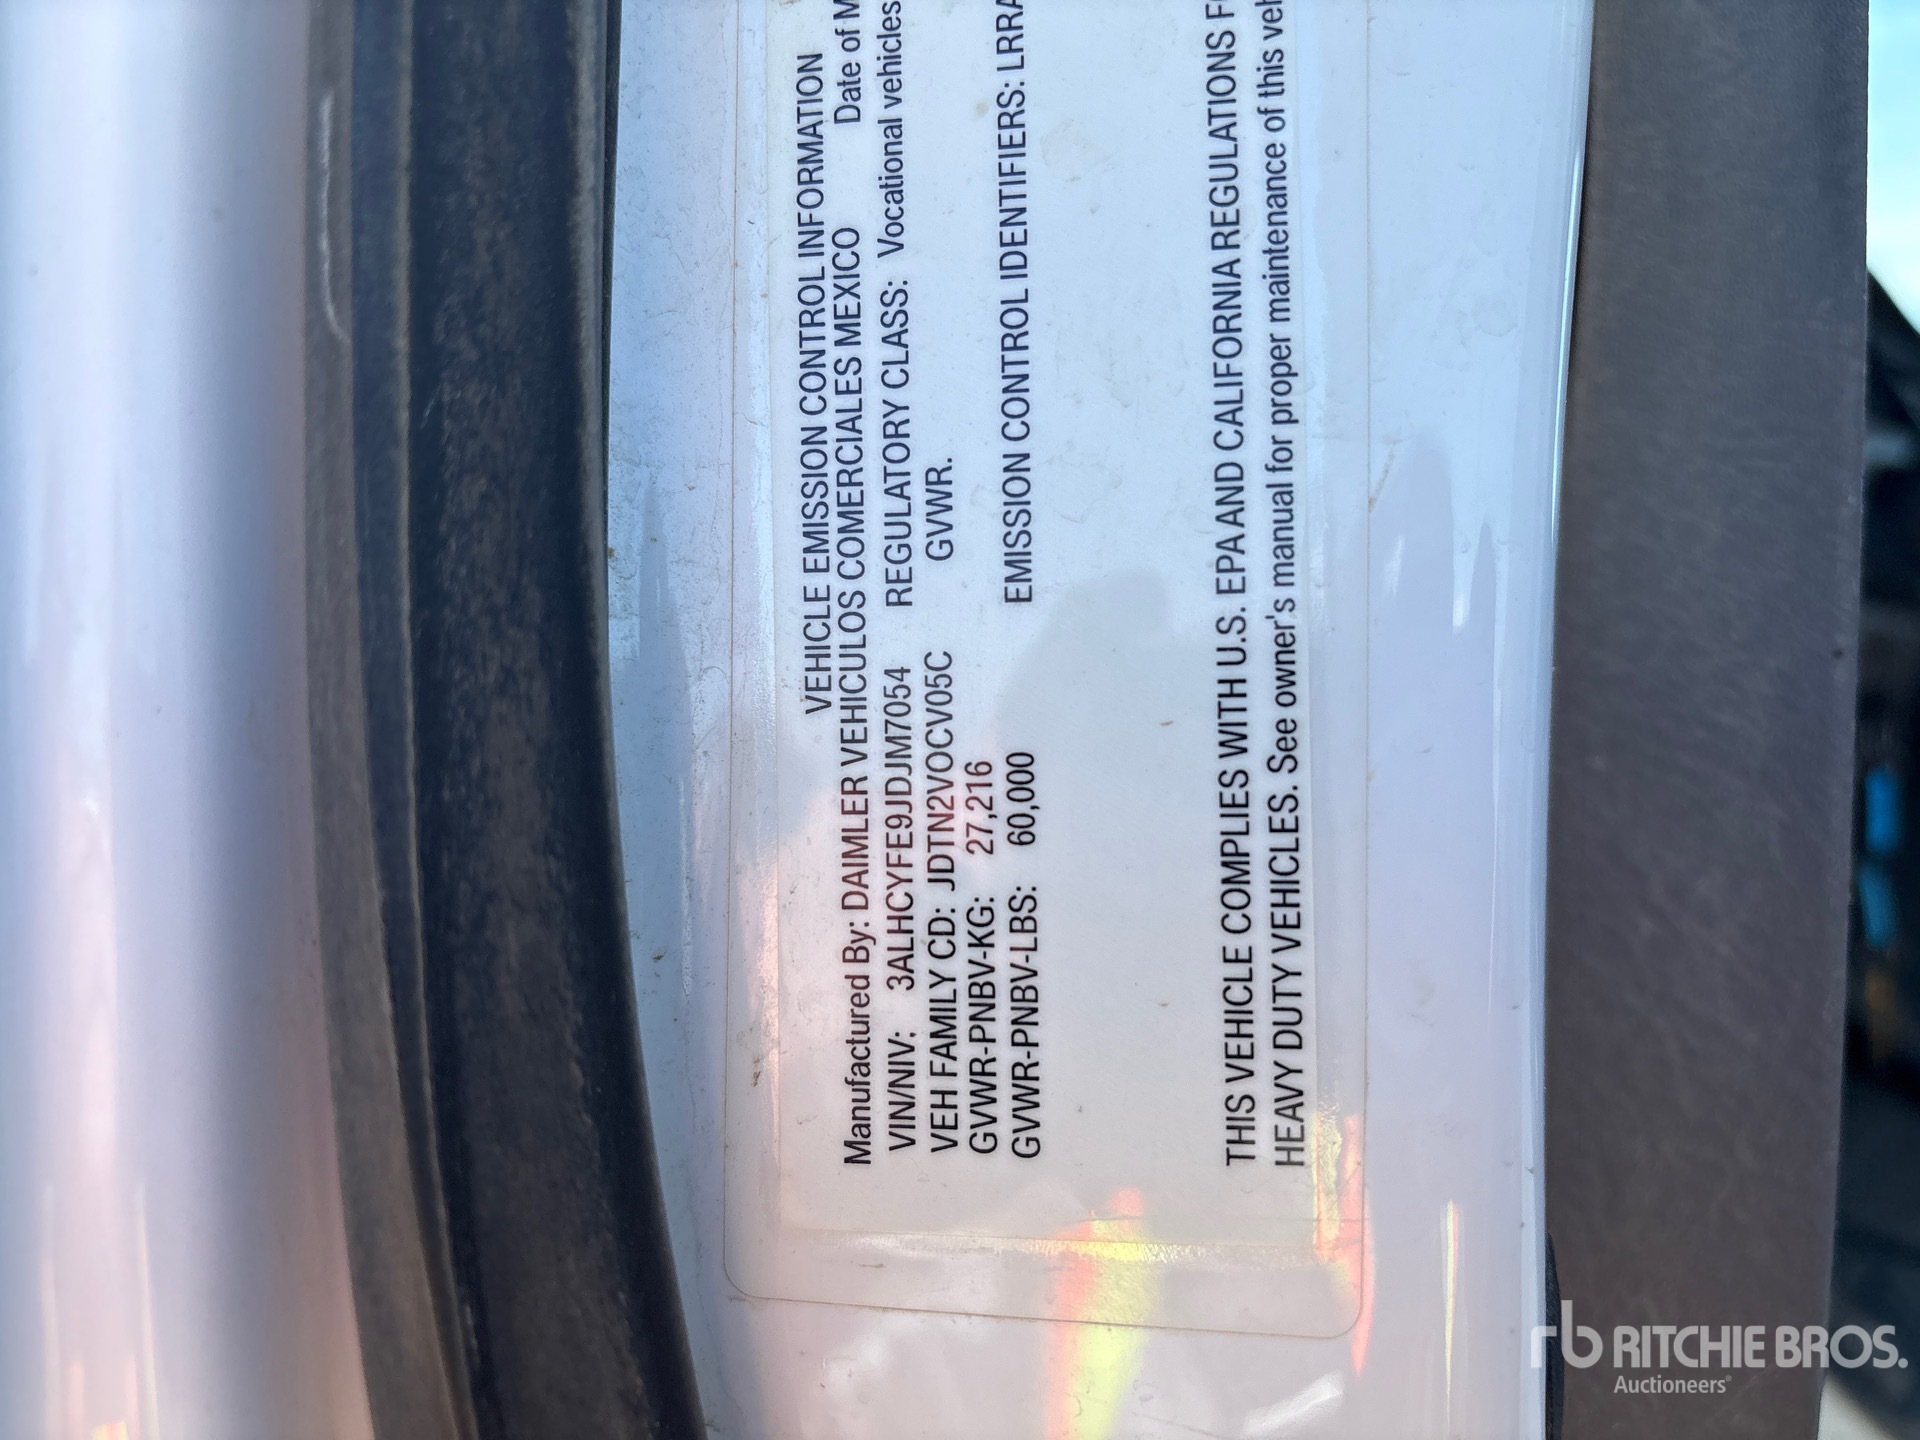 VEHICLE EMISSION CONTROL INFORMATION
Manufactured By: DAIMLER VEHICULOS COMERCIALES MEXICO Date of M
VIN/NIV: 3ALHCYFE9JDJM7054 REGULATORY CLASS: Vocational vehicles
VEH FAMILY CD: JDTN2VOCV05C GVWR.
GVWR-PNBV-KG: 27,216
GVWR-PNBV-LBS: 60,000 EMISSION CONTROL IDENTIFIERS: LRRA
THIS VEHICLE COMPLIES WITH U.S. EPA AND CALIFORNIA REGULATIONS F
HEAVY DUTY VEHICLES. See owner's manual for proper maintenance of this veh
rb RITCHIE BROS.
Auctioneers